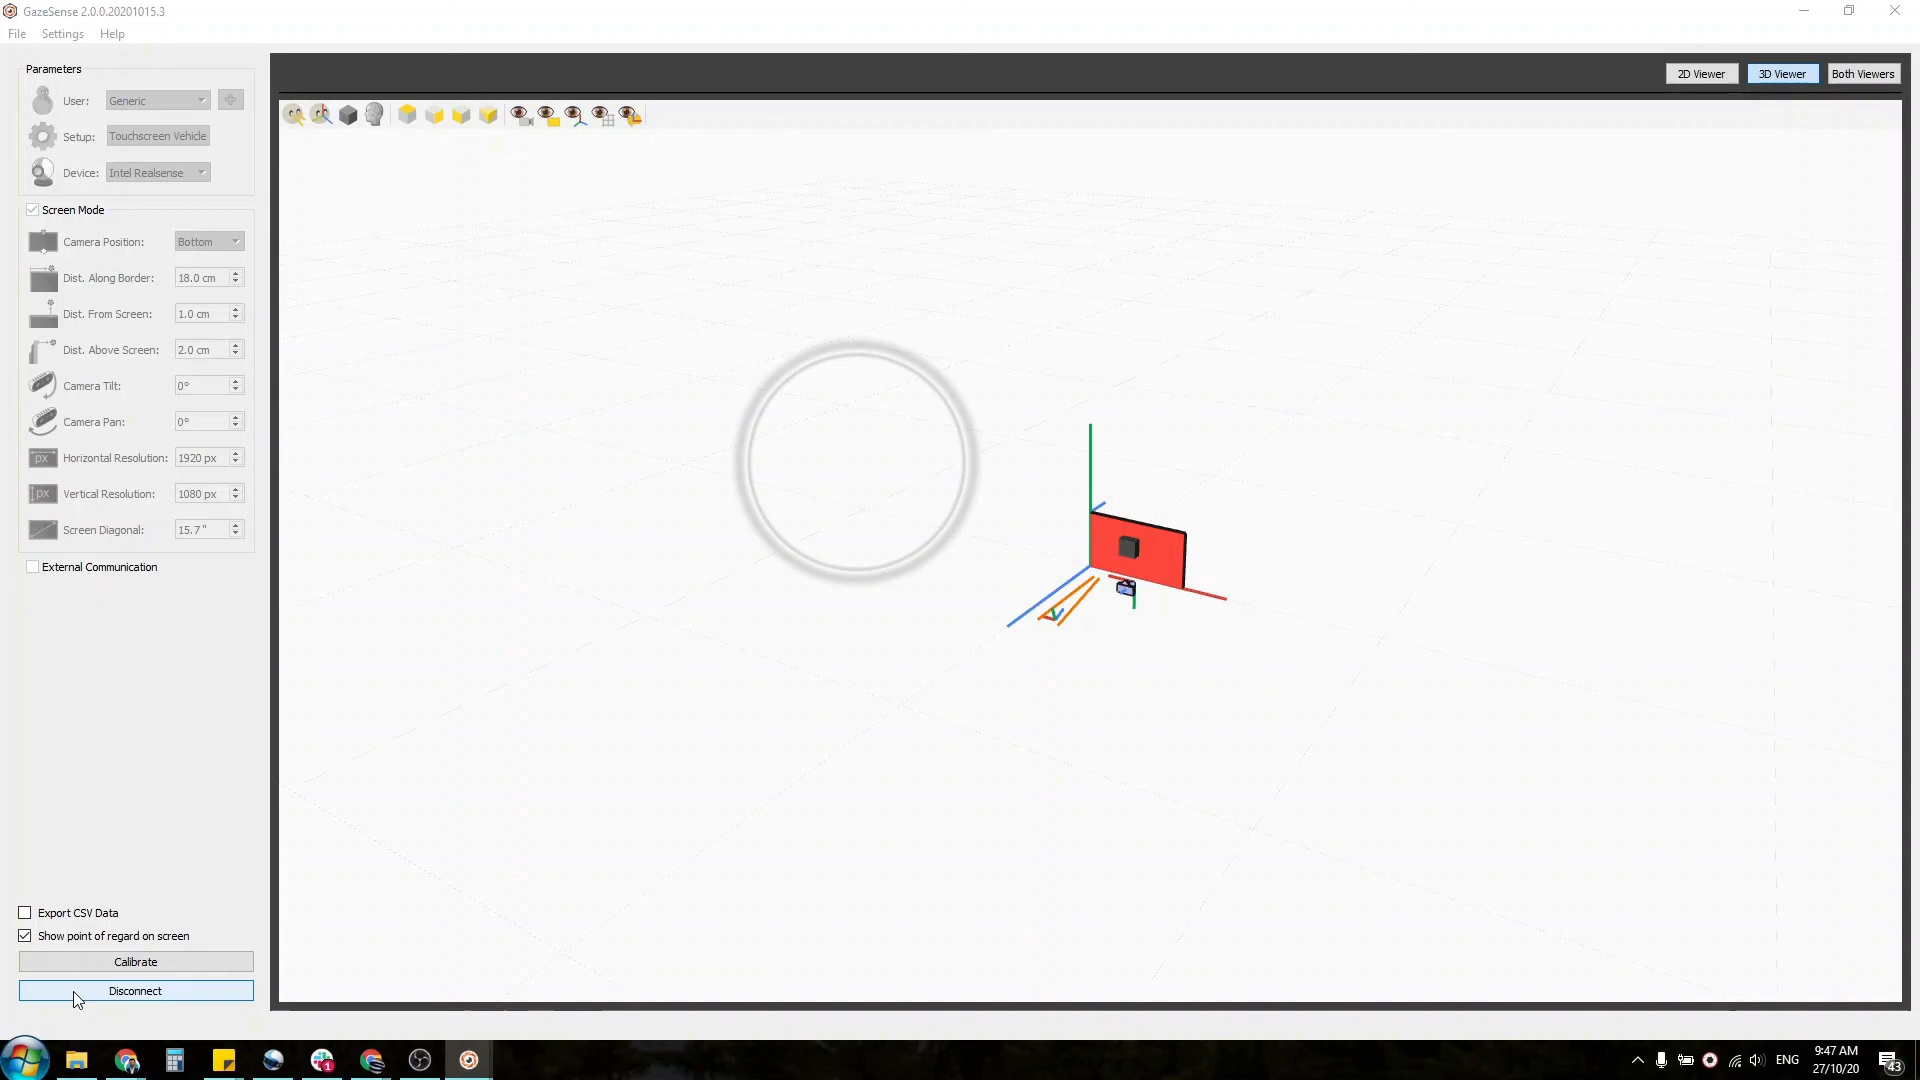 GazeSense 2.0.0.20201015.3
File Settings Help
2D Viewer 3D Viewer Both Viewers
Parameters
User: Generic
Setup: Touchscreen Vehicle
Device: Intel Realsense
Screen Mode
Camera Position: Bottom
Dist. Along Border: 18.0 cm
Dist. From Screen: 1.0 cm
Dist. Above Screen: 2.0 cm
Camera Tilt: 0°
Camera Pan: 0°
px Horizontal Resolution: 1920 px
px Vertical Resolution: 1080 px
Screen Diagonal: 15.7 "
External Communication
Export CSV Data
Show point of regard on screen
Calibrate
Disconnect
1
ENG
9:47 AM
27/10/20
43